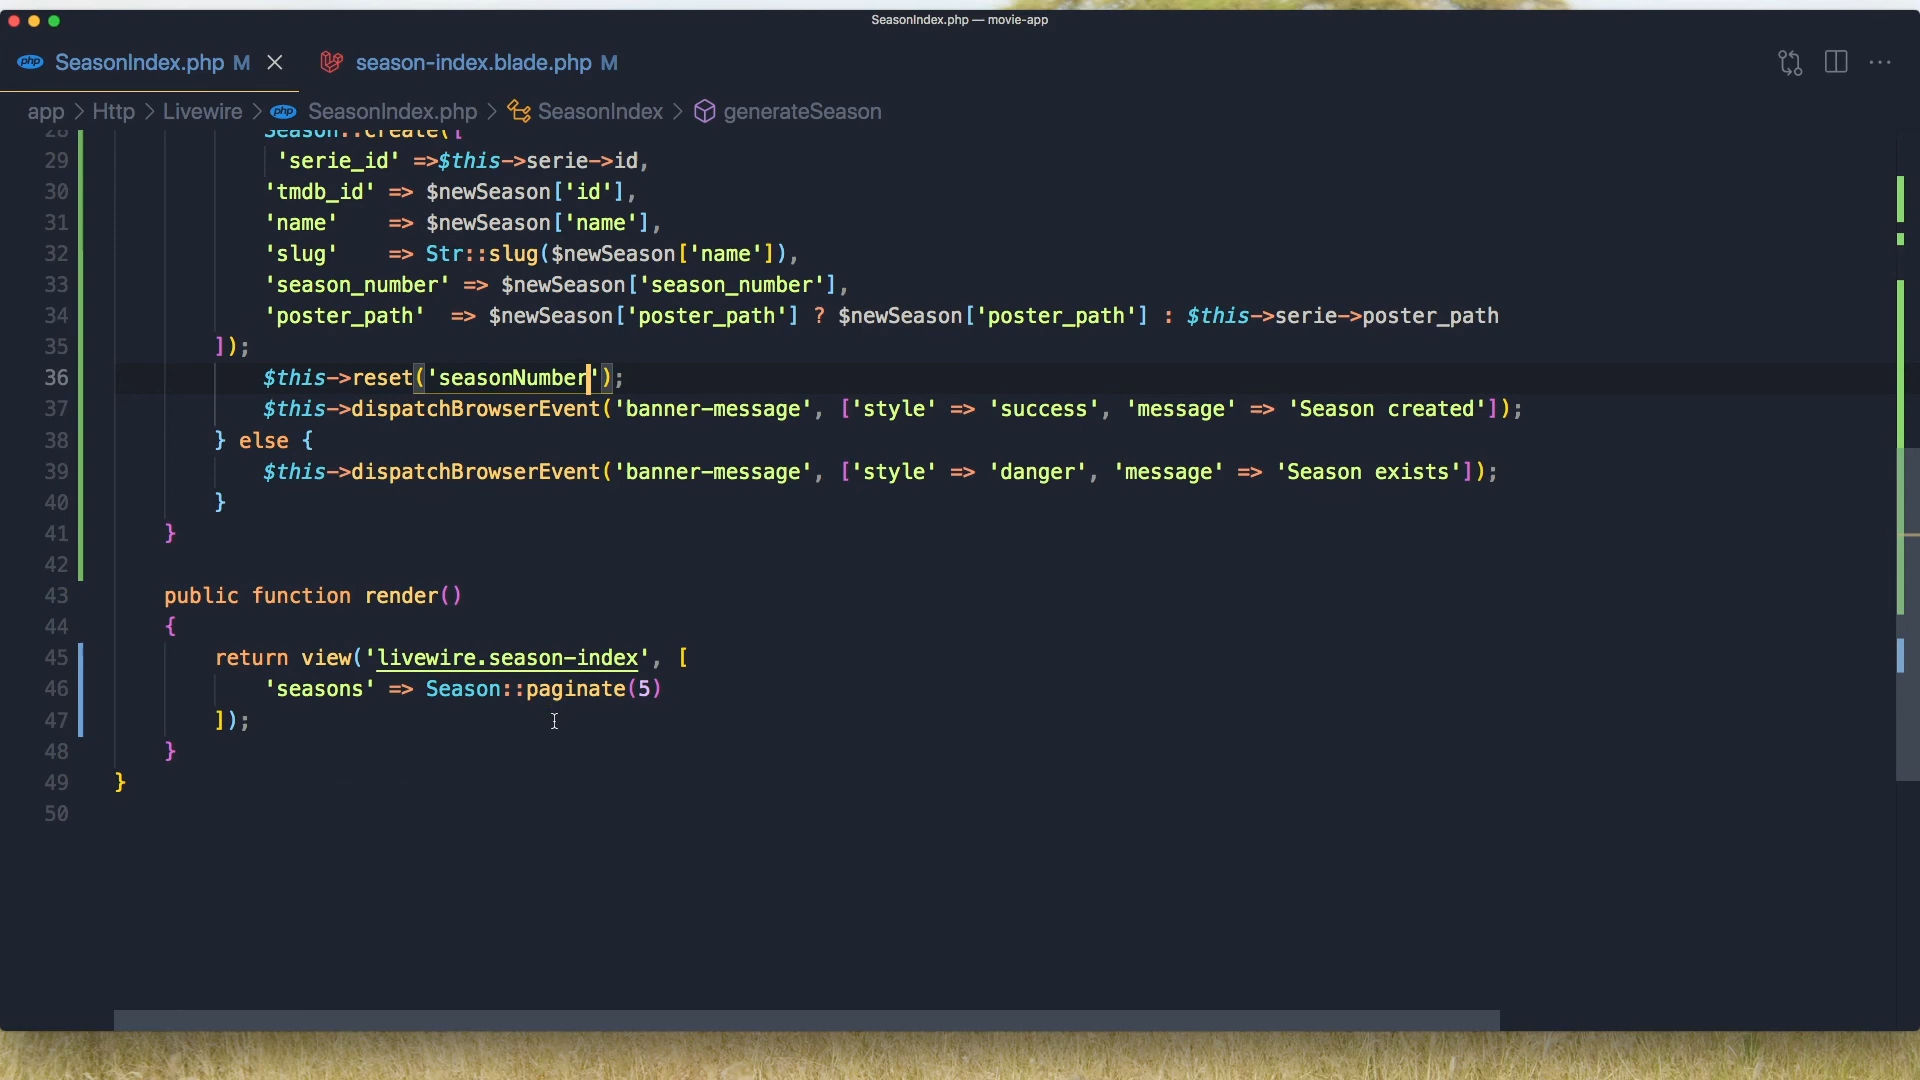 SeasonIndex.php — movie-app
php SeasonIndex.php M season-index.blade.php M
app > Http > Livewire > php SeasonIndex.php > SeasonIndex > generateSeason
28 Season::create([
29 'serie_id' =>$this->serie->id,
30 'tmdb_id' => $newSeason['id'],
31 'name' => $newSeason['name'],
32 'slug' => Str::slug($newSeason['name']),
33 'season_number' => $newSeason['season_number'],
34 'poster_path' => $newSeason['poster_path'] ? $newSeason['poster_path'] : $this->serie->poster_path
35 ]);
36 $this->reset('seasonNumber');
37 $this->dispatchBrowserEvent('banner-message', ['style' => 'success', 'message' => 'Season created']);
38 } else {
39 $this->dispatchBrowserEvent('banner-message', ['style' => 'danger', 'message' => 'Season exists']);
40 }
41 }
42
43 public function render()
44 {
45 return view('livewire.season-index', [
46 'seasons' => Season::paginate(5)
47 ]);
48 }
49 }
50